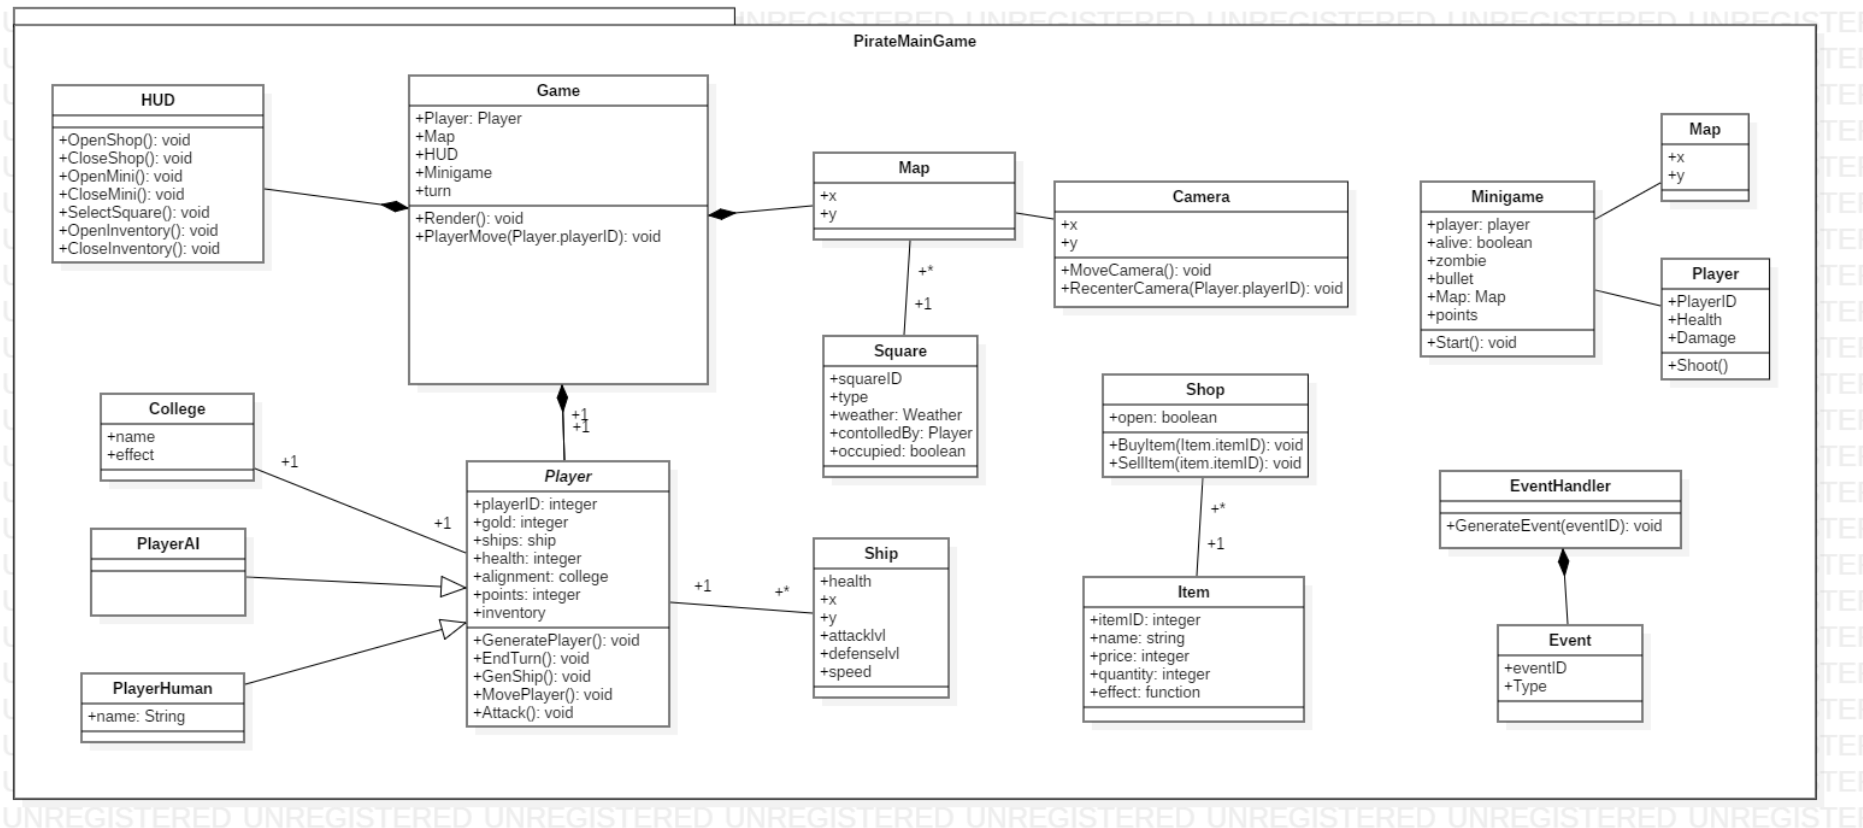 UNREGISTERED UNREGISTERED UNREGISTERED UNREGISTERED
PirateMainGame
HUD
+OpenShop(): void
+CloseShop(): void
+OpenMini(): void
+CloseMini(): void
+SelectSquare(): void
+OpenInventory(): void
+CloseInventory(): void
Game
+Player: Player
+Map
+HUD
+Minigame
+turn
+Render(): void
+PlayerMove(Player.playerID): void
Map
+x
+y
Camera
+x
+y
+MoveCamera(): void
+RecenterCamera(Player.playerID): void
Minigame
+player: player
+alive: boolean
+zombie
+bullet
+Map: Map
+points
+Start(): void
Map
+x
+y
Player
+PlayerID
+Health
+Damage
+Shoot()
+*
+1
Square
+squareID
+type
+weather: Weather
+contolledBy: Player
+occupied: boolean
Shop
+open: boolean
+BuyItem(Item.itemID): void
+SellItem(item.itemID): void
+*
+1
Item
+itemID: integer
+name: string
+price: integer
+quantity: integer
+effect: function
EventHandler
+GenerateEvent(eventID): void
Event
+eventID
+Type
College
+name
+effect
+1
+1
+1
+1
PlayerAI
PlayerHuman
+name: String
Player
+playerID: integer
+gold: integer
+ships: ship
+health: integer
+alignment: college
+points: integer
+inventory
+GeneratePlayer(): void
+EndTurn(): void
+GenShip(): void
+MovePlayer(): void
+Attack(): void
+1
+*
Ship
+health
+x
+y
+attacklvl
+defenselvl
+speed
UNREGISTERED UNREGISTERED UNREGISTERED UNREGISTERED UNREGISTERED UNREGISTERED UNREGISTERED